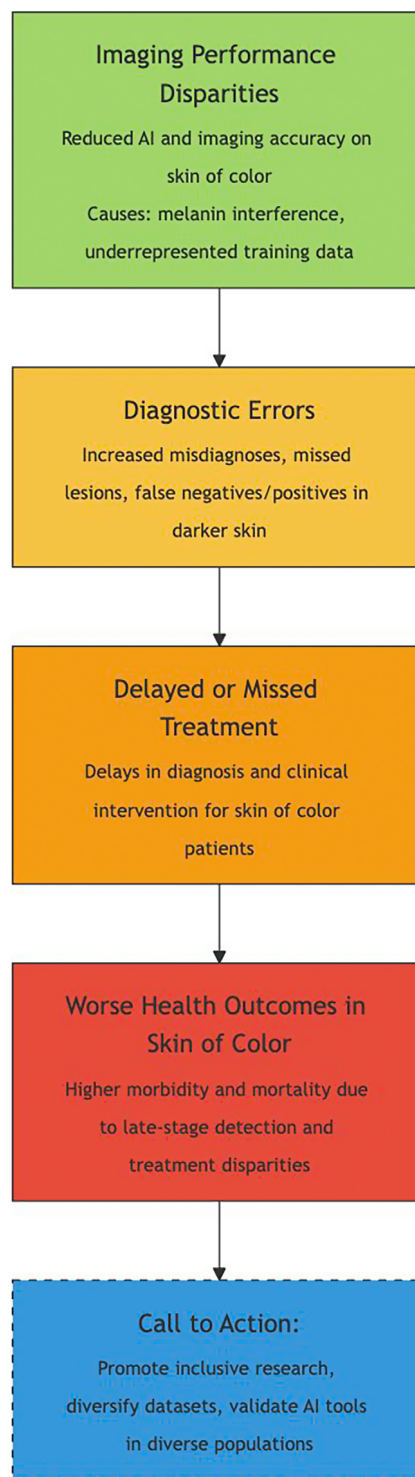 Imaging Performance
Disparities
Reduced AI and imaging accuracy on
skin of color
Causes: melanin interference,
underrepresented training data
Diagnostic Errors
Increased misdiagnoses, missed
lesions, false negatives/positives in
darker skin
Delayed or Missed
Treatment
Delays in diagnosis and clinical
intervention for skin of color
patients
Worse Health Outcomes in
Skin of Color
Higher morbidity and mortality due
to late-stage detection and
treatment disparities
Call to Action:
Promote inclusive research,
diversify datasets, validate AI tools
in diverse populations